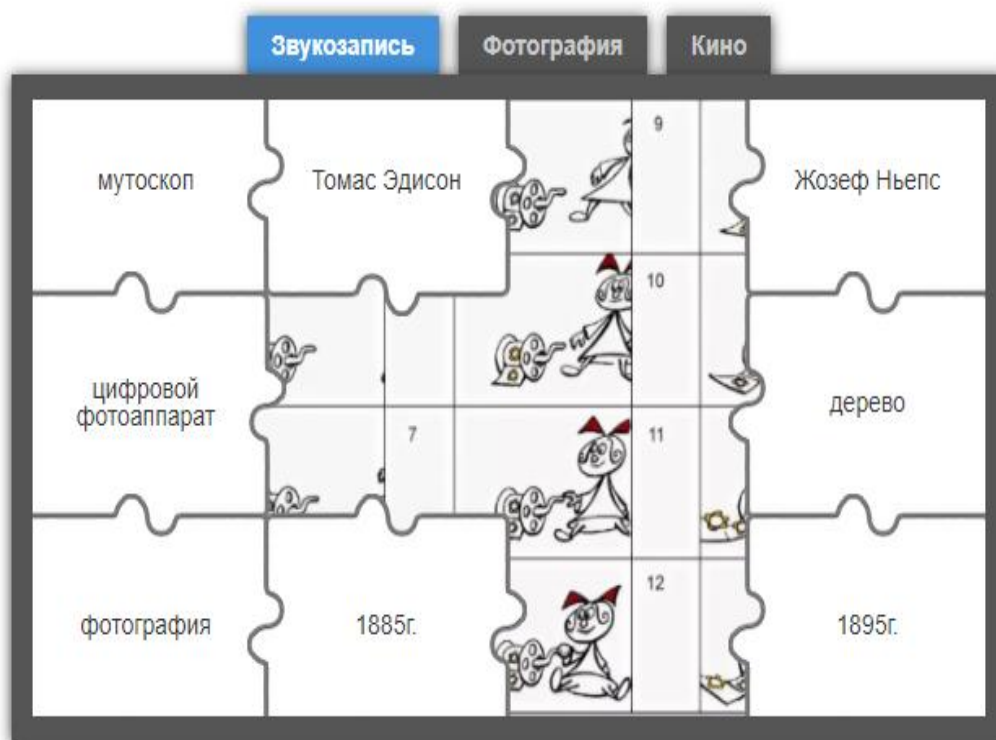 Звукозапись Фотография Кино
мутоскоп Томас Эдисон 9 Жозеф Ньепс
10
цифровой
фотоаппарат
дерево
7 11
12
фотография 1885г. 1895г.